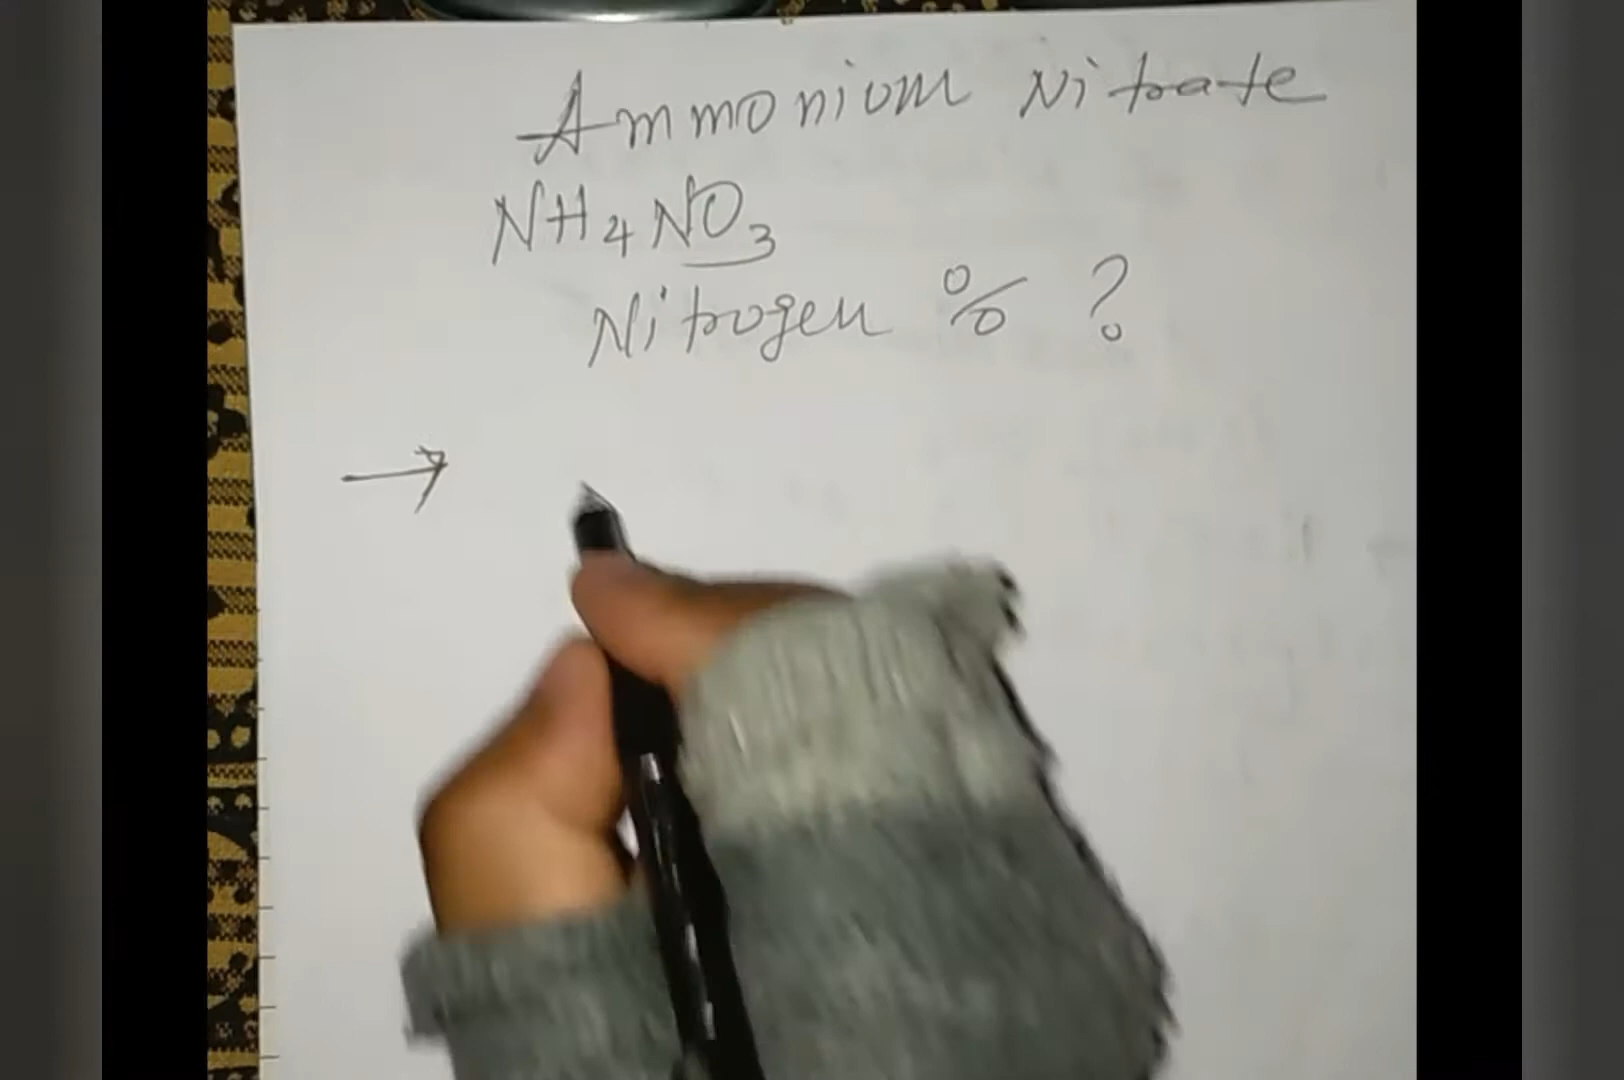 Ammonium Nitrate
NH₄NO₃
Nitrogen % ?
→